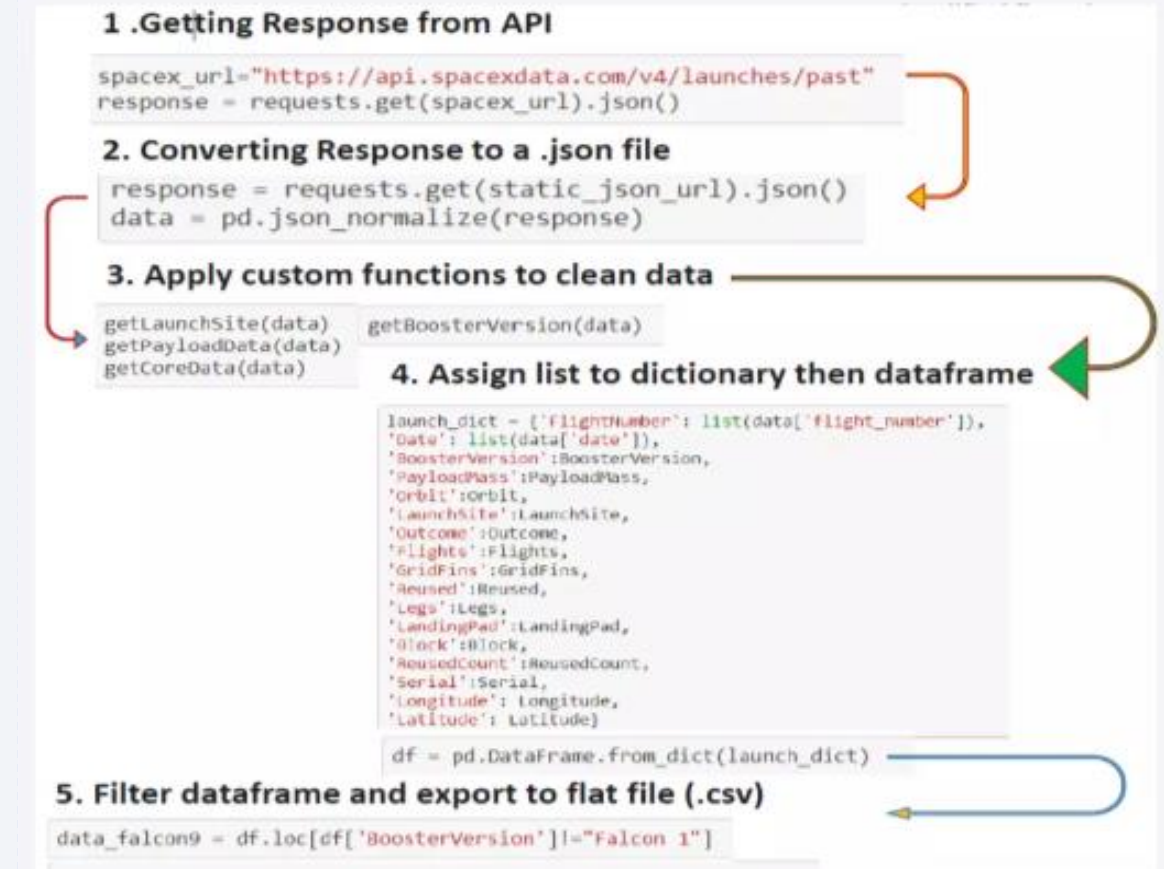 1 .Getting Response from API
spacex_url="https://api.spacexdata.com/v4/launches/past"
response = requests.get(spacex_url).json()
2. Converting Response to a .json file
response = requests.get(static_json_url).json()
data = pd.json_normalize(response)
3. Apply custom functions to clean data
getLaunchSite(data)
getPayloadData(data)
getCoreData(data)
getBoosterVersion(data)
4. Assign list to dictionary then dataframe
launch_dict = {'FlightNumber': list(data['flight_number']),
'Date': list(data['date']),
'BoosterVersion':BoosterVersion,
'PayloadMass':PayloadMass,
'Orbit':Orbit,
'LaunchSite':LaunchSite,
'Outcome':Outcome,
'Flights':Flights,
'GridFins':GridFins,
'Reused':Reused,
'Legs':Legs,
'LandingPad':LandingPad,
'Block':Block,
'ReusedCount':ReusedCount,
'Serial':Serial,
'Longitude': Longitude,
'Latitude': Latitude}
df = pd.DataFrame.from_dict(launch_dict)
5. Filter dataframe and export to flat file (.csv)
data_falcon9 = df.loc[df['BoosterVersion']!="Falcon 1"]